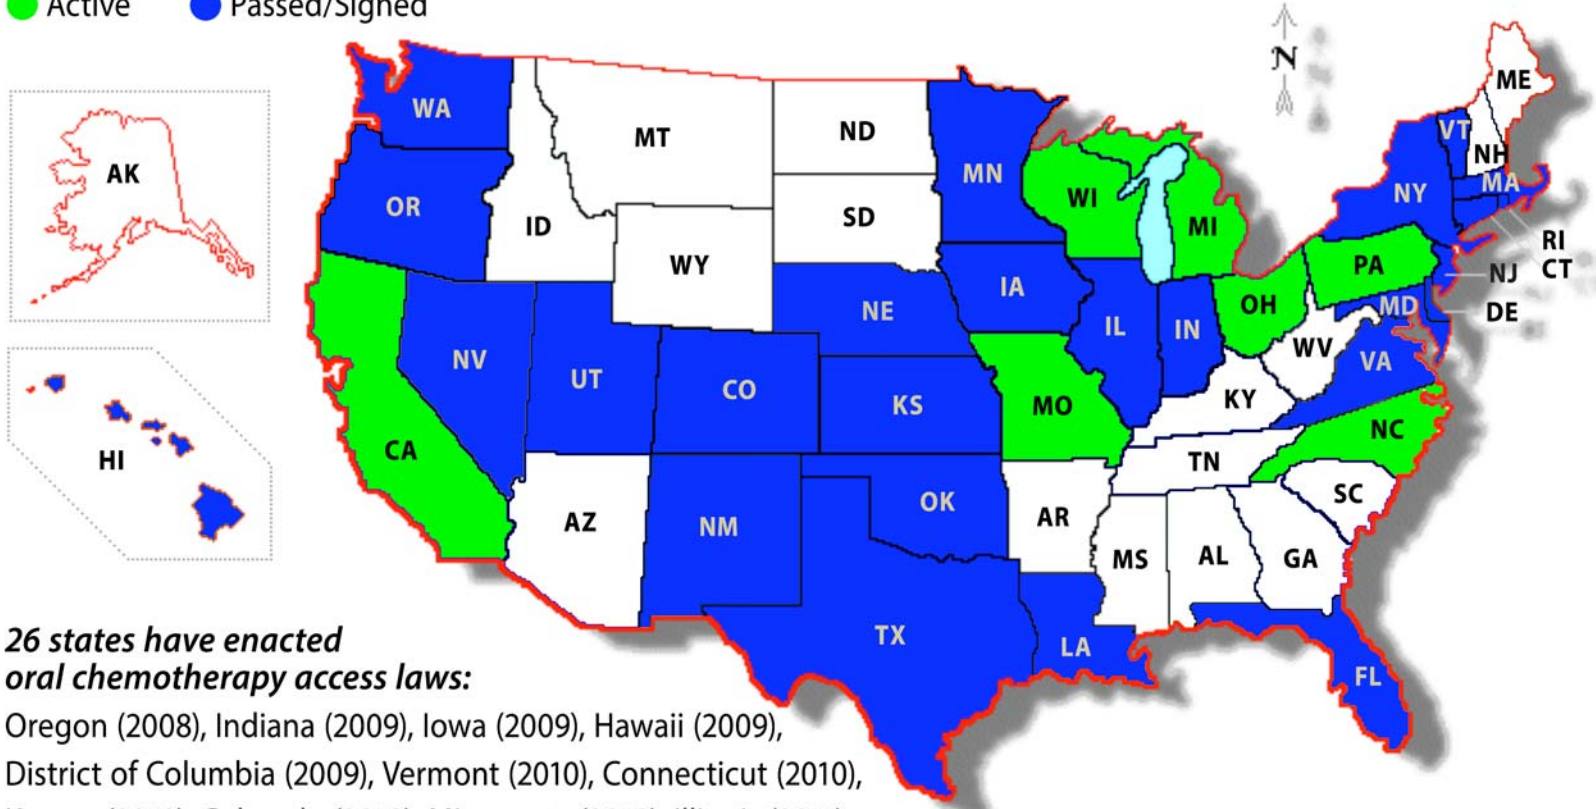 Active Passed/Signed
N
AK
HI
WA
OR
CA
NV
ID
MT
WY
UT
AZ
CO
NM
ND
SD
NE
KS
OK
TX
MN
IA
MO
AR
LA
WI
IL
MI
IN
OH
KY
TN
MS
AL
GA
FL
SC
NC
VA
WV
MD
DE
PA
NJ
NY
CT
RI
MA
VT
NH
ME
26 states have enacted
oral chemotherapy access laws:
Oregon (2008), Indiana (2009), Iowa (2009), Hawaii (2009),
District of Columbia (2009), Vermont (2010), Connecticut (2010),